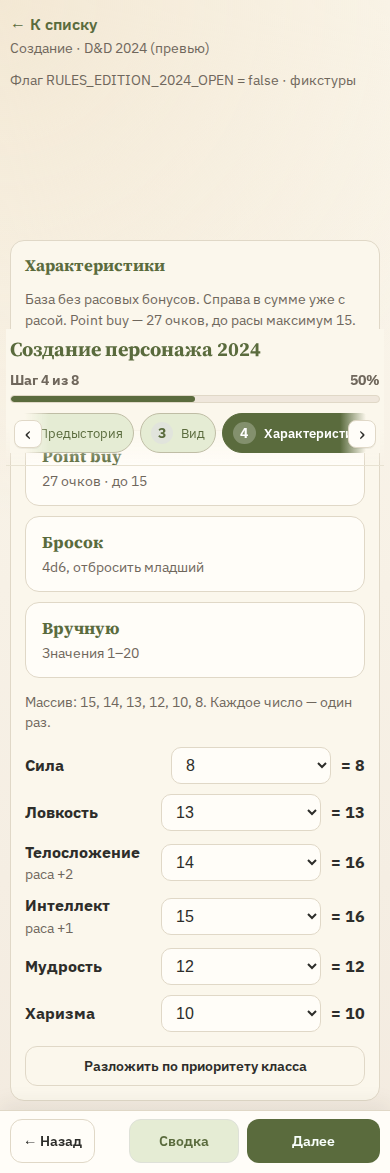 ← К списку
Создание · D&D 2024 (превью)
Флаг RULES_EDITION_2024_OPEN = false · фикстуры
Характеристики
База без расовых бонусов. Справа в сумме уже с
расой. Point buy — 27 очков, до расы максимум 15.
Создание персонажа 2024
Шаг 4 из 8 50%
‹ Предыстория 3 Вид 4 Характерист ›
Point buy
27 очков · до 15
Бросок
4d6, отбросить младший
Вручную
Значения 1–20
Массив: 15, 14, 13, 12, 10, 8. Каждое число — один
раз.
Сила 8 = 8
Ловкость 13 = 13
Телосложение 14 = 16
раса +2
Интеллект 15 = 16
раса +1
Мудрость 12 = 12
Харизма 10 = 10
Разложить по приоритету класса
← Назад Сводка Далее